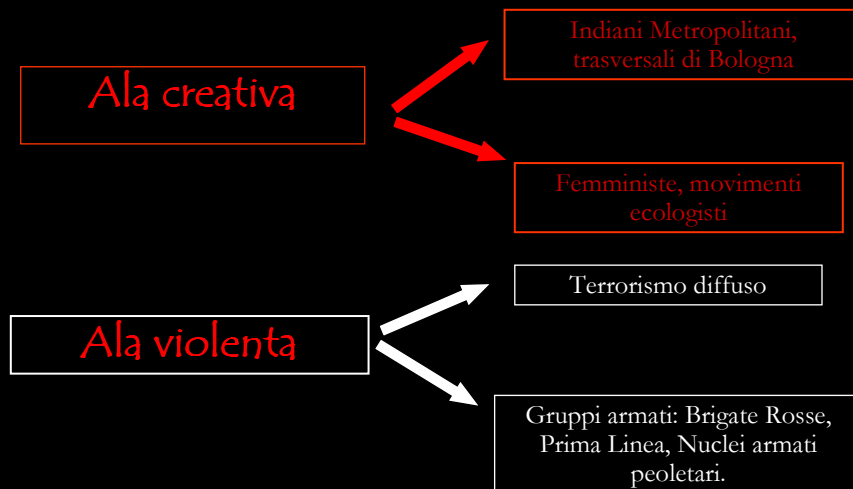 Ala creativa
Indiani Metropolitani,
trasversali di Bologna
Femministe, movimenti
ecologisti
Ala violenta
Terrorismo diffuso
Gruppi armati: Brigate Rosse,
Prima Linea, Nuclei armati
peoletari.